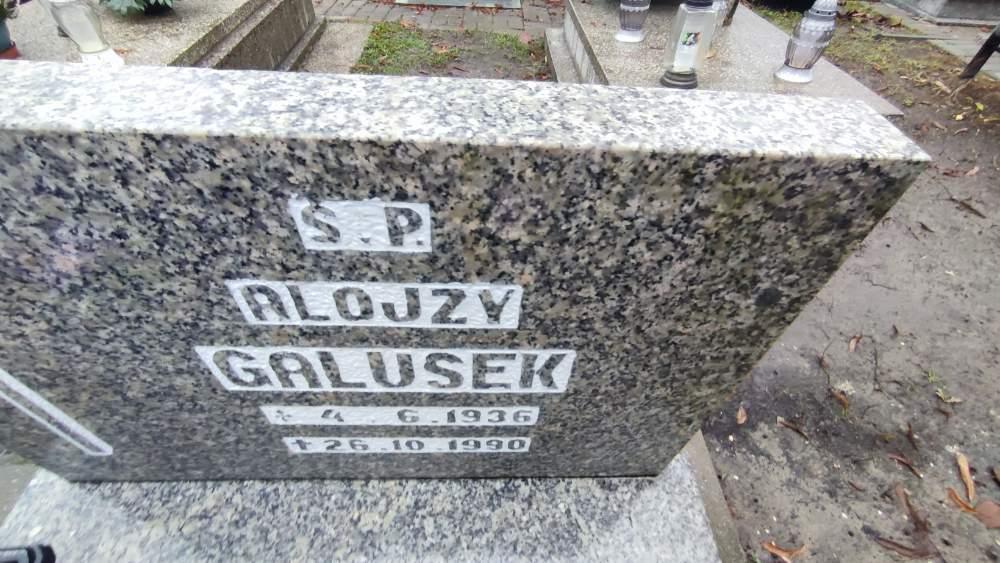 S.P.
ALOJZY
GALUSEK
+ 4.6.1936
+ 26.10.1990